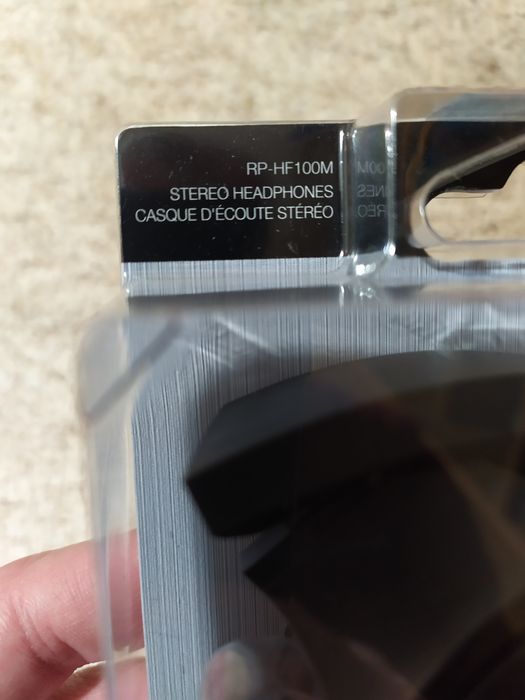 RP-HF100M
STEREO HEADPHONES
CASQUE D'ÉCOUTE STÉRÉO